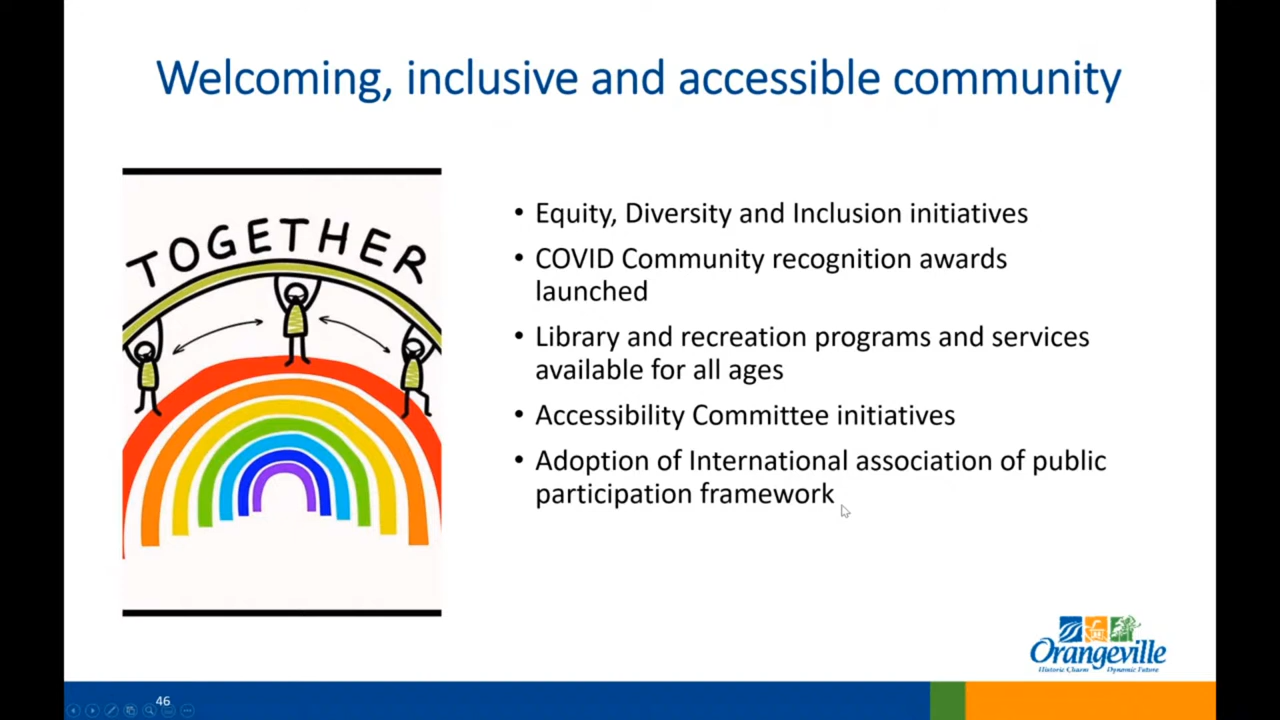 Welcoming, inclusive and accessible community
TOGETHER
• Equity, Diversity and Inclusion initiatives
• COVID Community recognition awards
launched
• Library and recreation programs and services
available for all ages
• Accessibility Committee initiatives
• Adoption of International association of public
participation framework
Orangeville
Historic Charm Dynamic Future
46